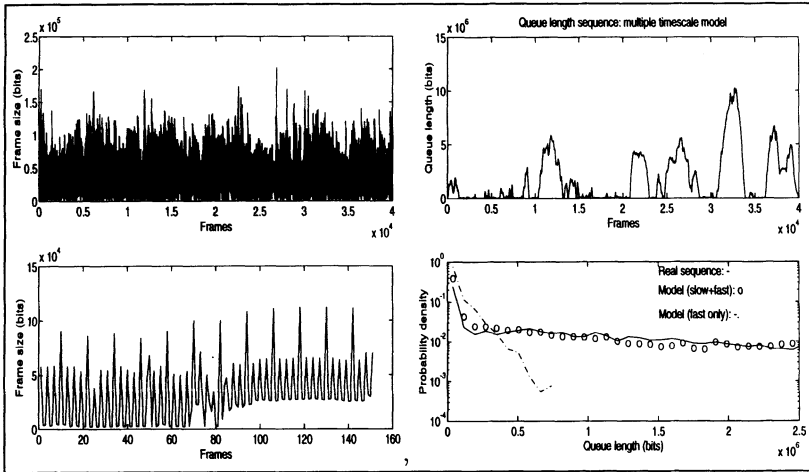 x 10^5
2.5
2
1.5
1
0.5
0
Frame size (bits)
0 0.5 1 1.5 2 2.5 3 3.5 4
Frames
x 10^4
x 10^6 Queue length sequence: multiple timescale model
15
10
5
0
Queue length (bits)
0 0.5 1 1.5 2 2.5 3 3.5 4
Frames
x 10^4
x 10^4
15
10
5
0
Frame size (bits)
0 20 40 60 80 100 120 140 160
Frames
10^0
10^-1
10^-2
10^-3
10^-4
Probability density
Real sequence: -
Model (slow+fast): o
Model (fast only): -.
0 0.5 1 1.5 2 2.5
Queue length (bits)
x 10^6
,